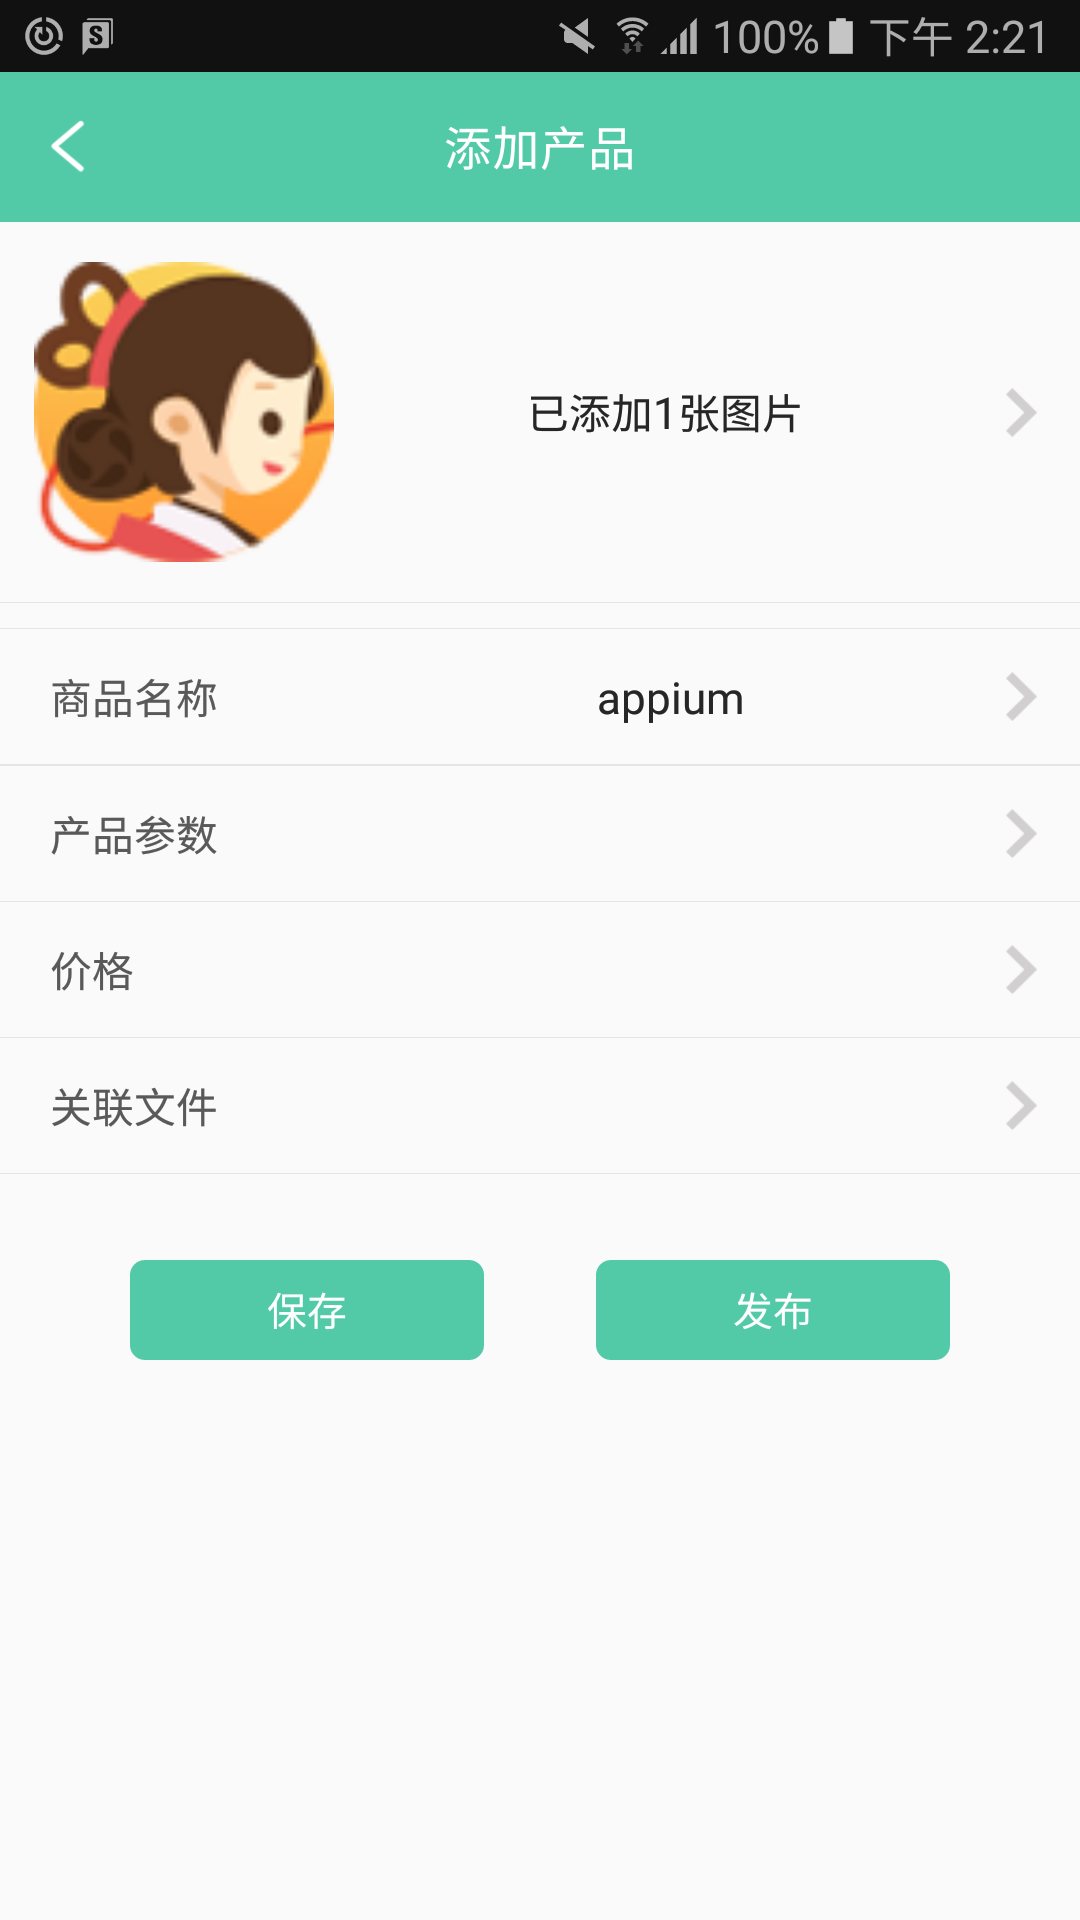 100% 下午 2:21
添加产品
已添加1张图片
商品名称 appium
产品参数
价格
关联文件
保存 发布